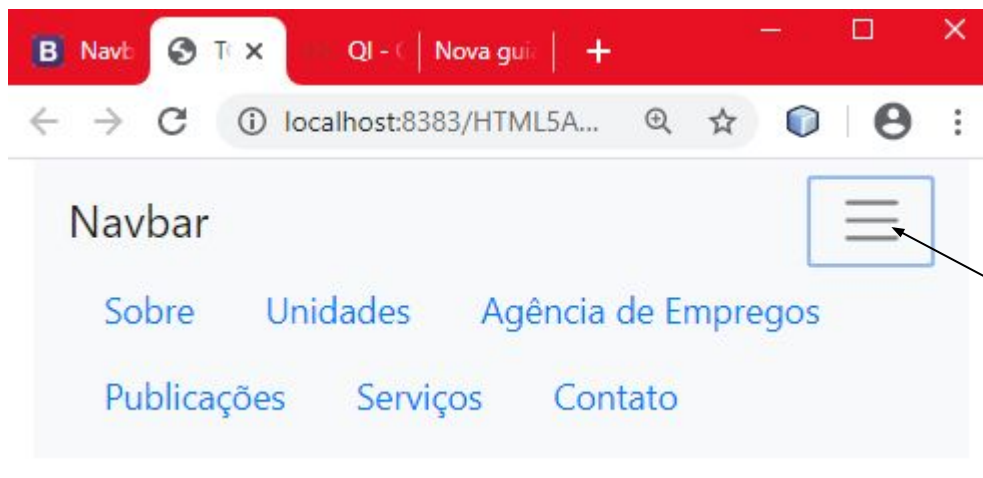 B Navb T QI - Nova gui
localhost:8383/HTML5A...
Navbar
Sobre Unidades Agência de Empregos
Publicações Serviços Contato